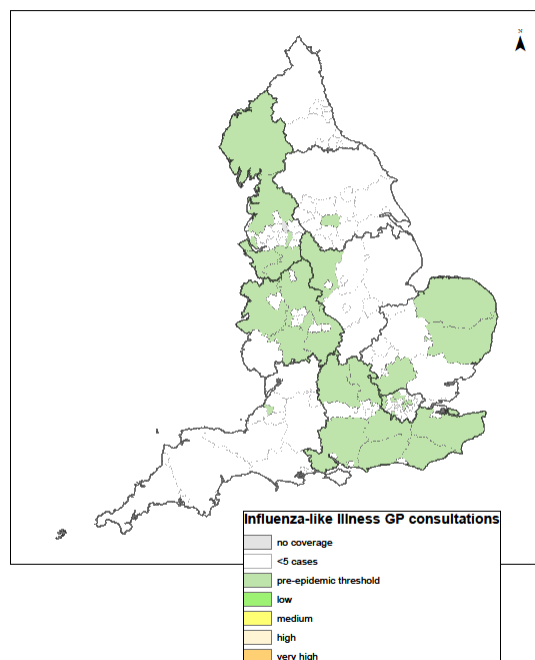 N
Influenza-like Illness GP consultations
no coverage
<5 cases
pre-epidemic threshold
low
medium
high
very high